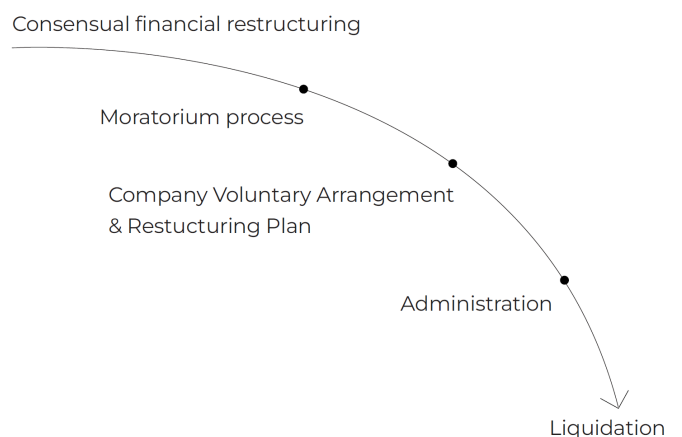 Consensual financial restructuring
Moratorium process
Company Voluntary Arrangement
& Restucturing Plan
Administration
Liquidation